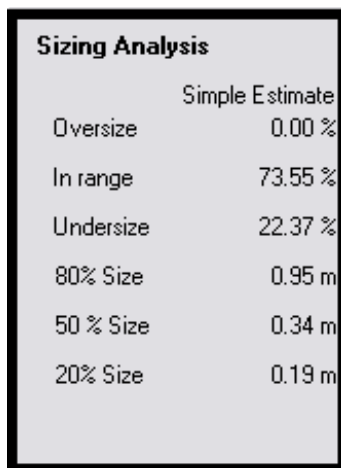 Sizing Analysis
Simple Estimate
Oversize 0.00 %
In range 73.55 %
Undersize 22.37 %
80% Size 0.95 m
50 % Size 0.34 m
20% Size 0.19 m